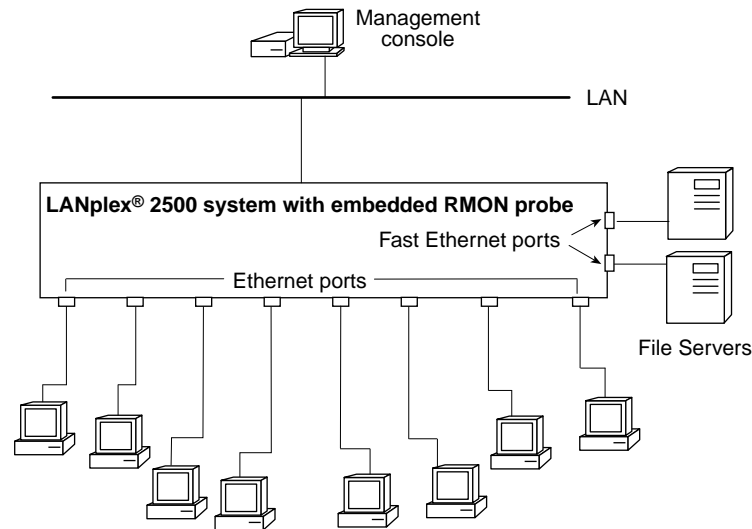 Management
console
LAN
LANplex® 2500 system with embedded RMON probe
Fast Ethernet ports
Ethernet ports
File Servers